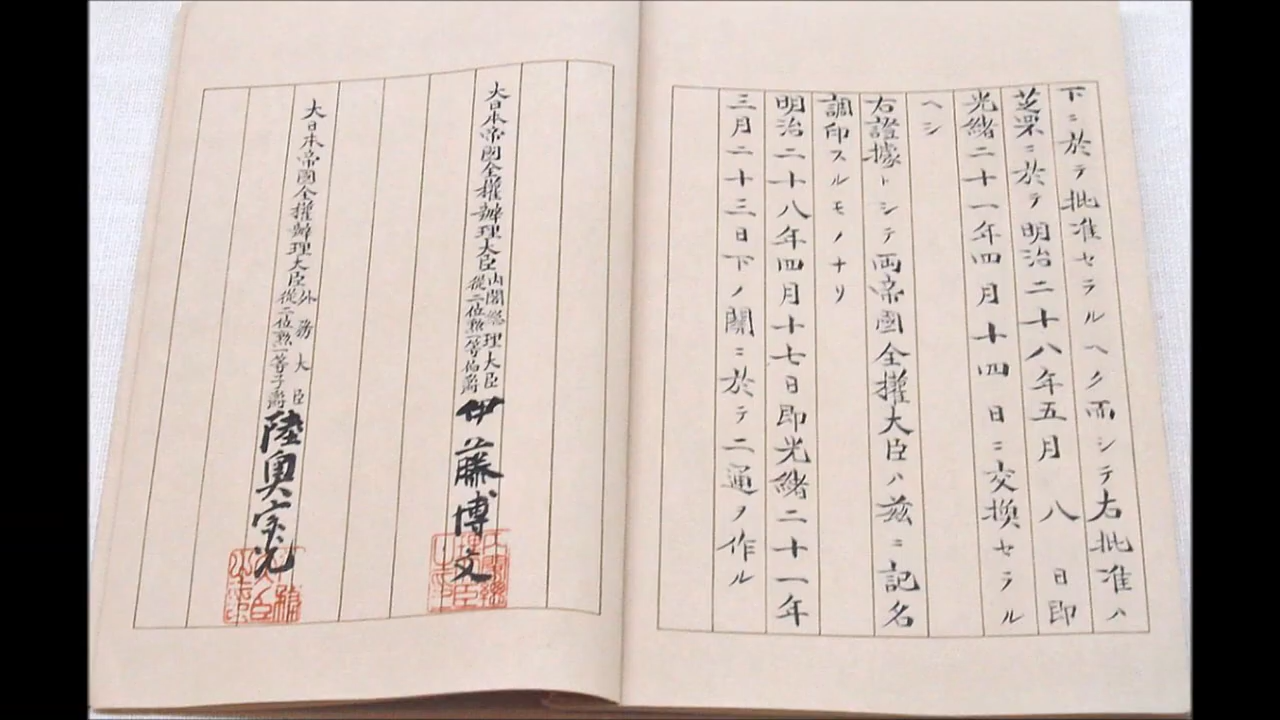 下ニ於テ批准セラルヘク而シテ右批准ハ
芝罘ニ於テ明治二十八年五月八日即
光緒二十一年四月十四日ニ交換セラル
ヘシ
右證據トシテ両帝國全權大臣ハ茲ニ記名
調印スルモノナリ
明治二十八年四月十七日即光緒二十一年
三月二十三日下ノ關ニ於テ二通ヲ作ル
大日本帝國全權辦理大臣內閣總理大臣
從二位勲一等伯爵
伊藤博文
大日本帝國全權辦理大臣外務大臣
從二位勲一等子爵
陸奥宗光